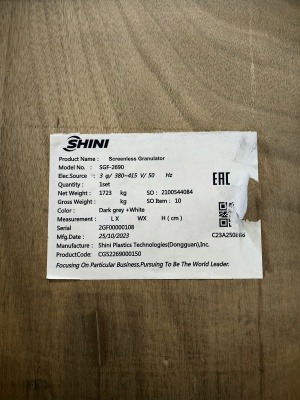 SHINI
Product Name : Screenless Granulator
Model No. : SGF-2690
Elec.Source : 3 φ/ 380~415 V/ 50 Hz
Quantity : 1set
Net Weight : 1723 kg SO : 2100544084
Gross Weight : kg SO Item : 10
Color : Dark grey +White
Measurement : L X WX H ( cm )
Serial 2GF00000108
Mfg.Date : 25/10/2023
Manufacture : Shini Plastics Technologies(Dongguan),Inc.
ProductCode: CGS2269000150
Focusing On Particular Business,Pursuing To Be The World Leader.
EAC